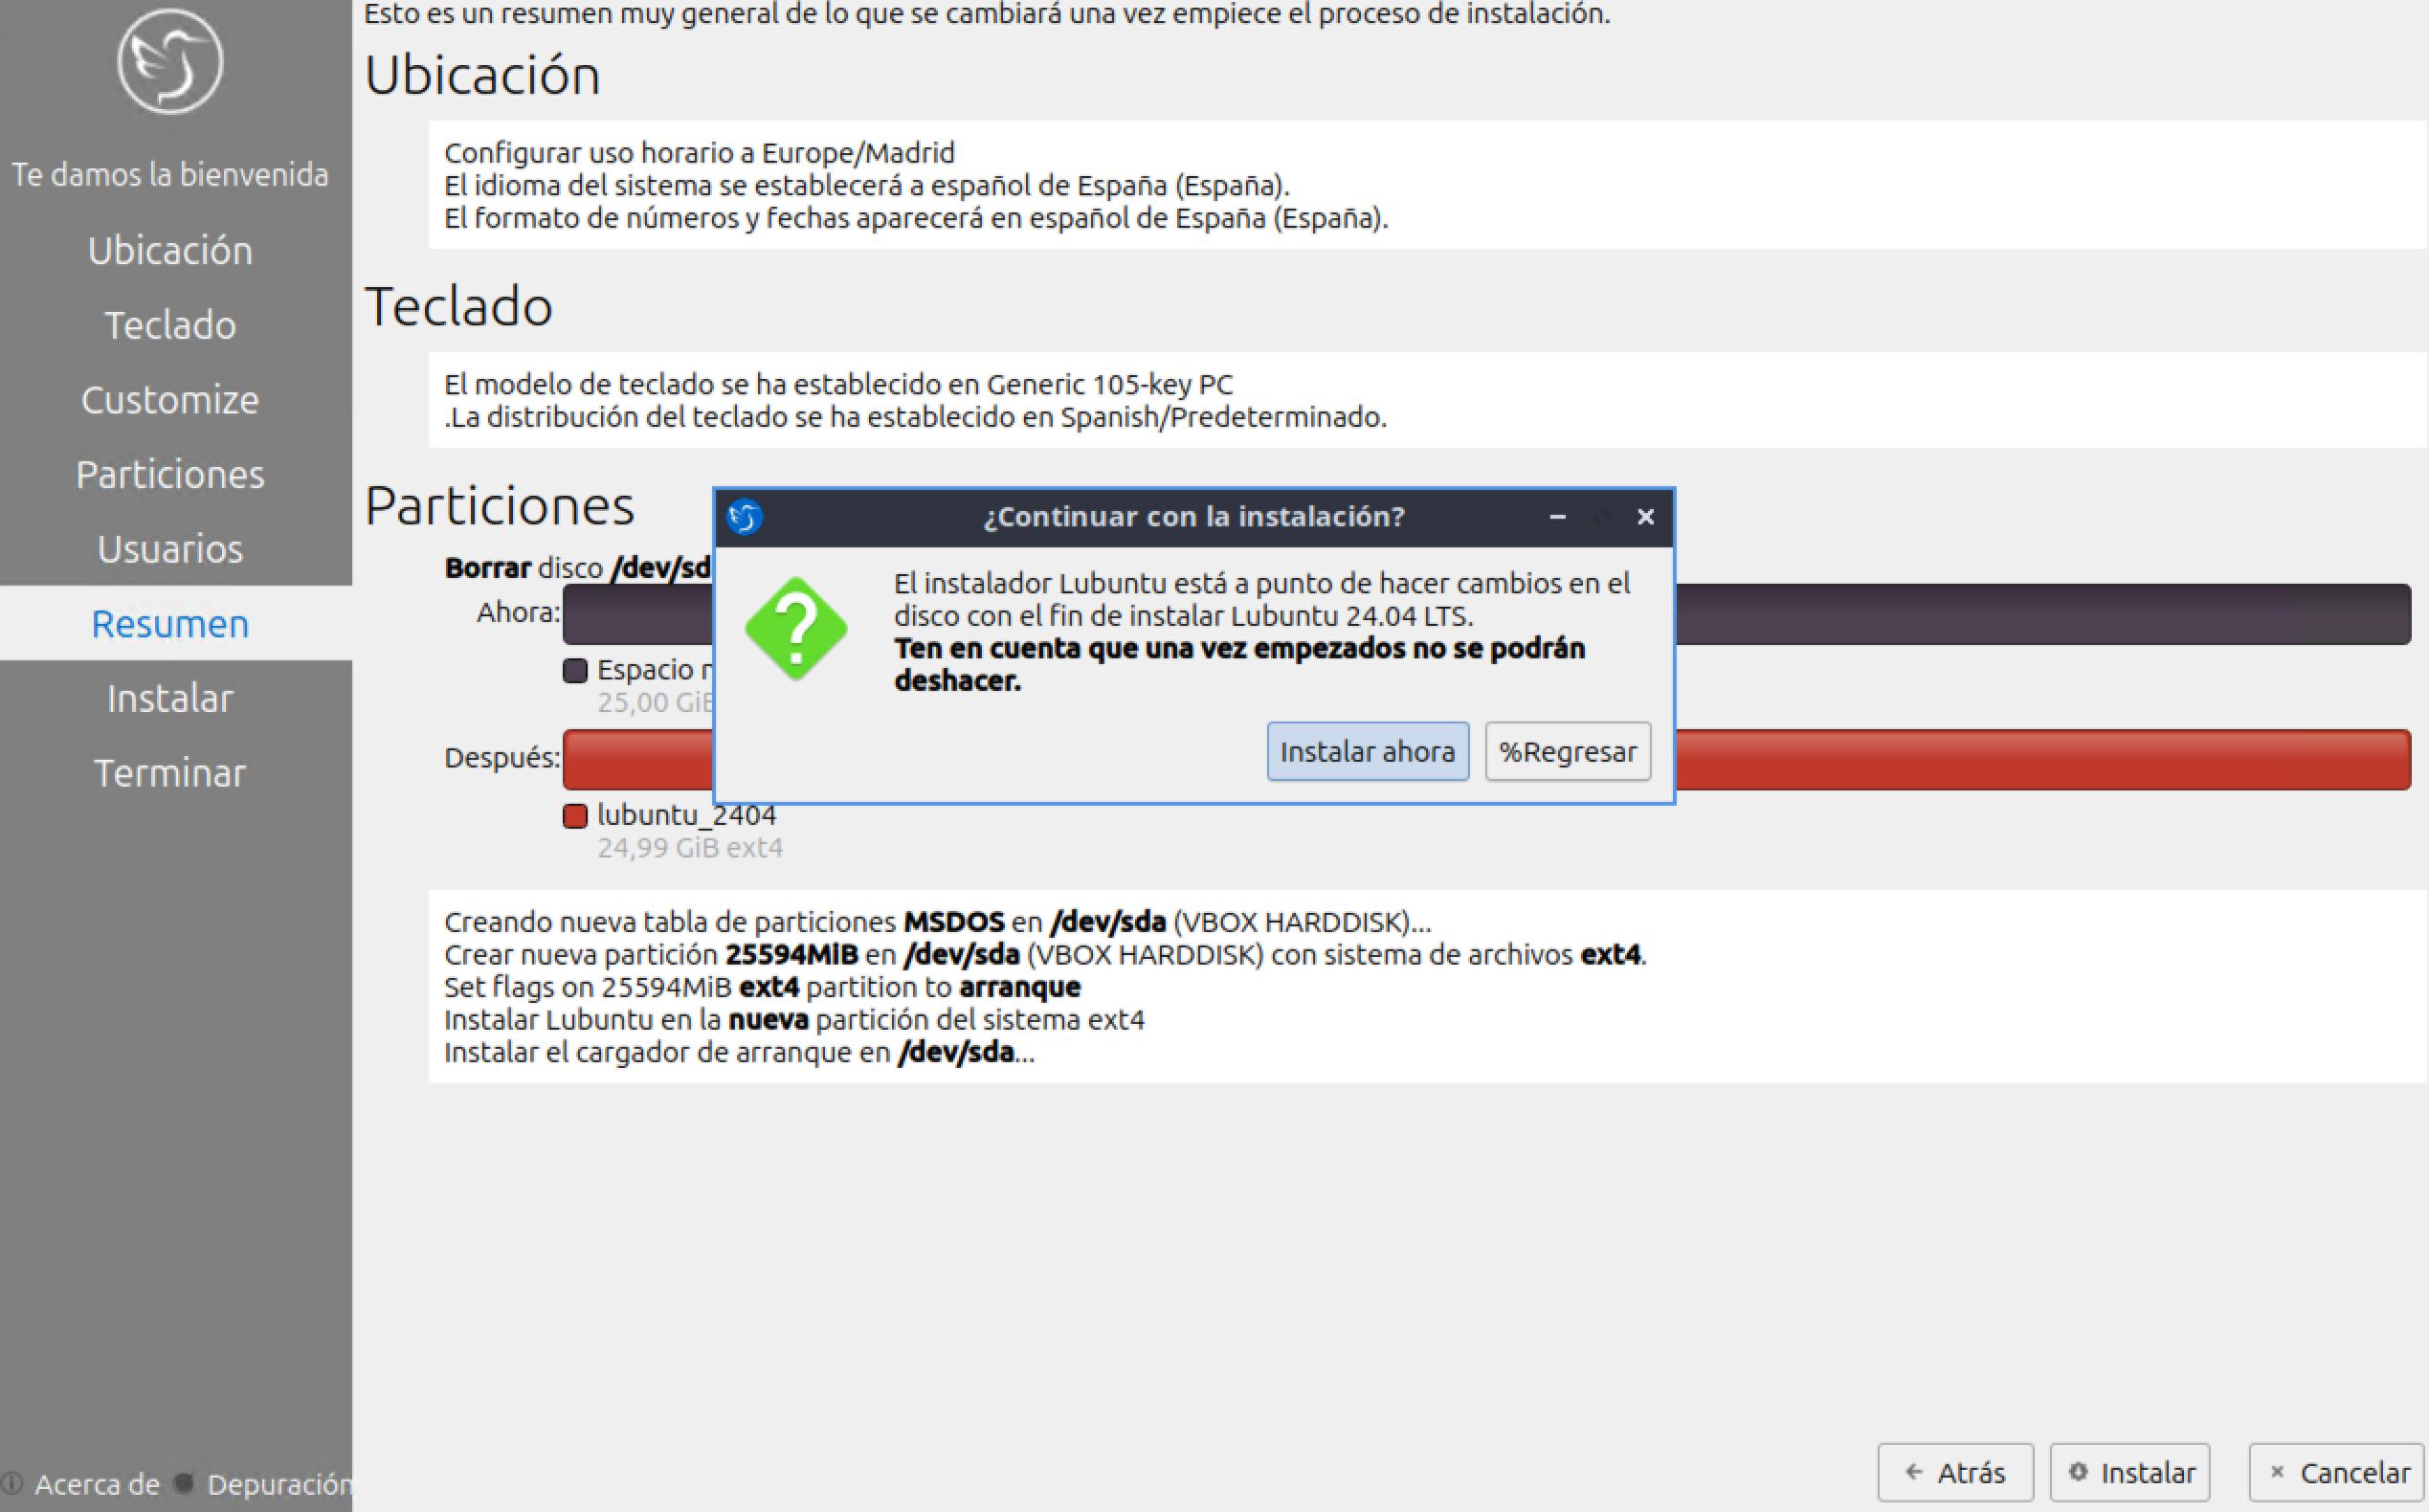 Esto es un resumen muy general de lo que se cambiará una vez empiece el proceso de instalación.
Te damos la bienvenida
Ubicación
Teclado
Customize
Particiones
Usuarios
Resumen
Instalar
Terminar
Acerca de
Depuración
Ubicación
Configurar uso horario a Europe/Madrid
El idioma del sistema se establecerá a español de España (España).
El formato de números y fechas aparecerá en español de España (España).
Teclado
El modelo de teclado se ha establecido en Generic 105-key PC
.La distribución del teclado se ha establecido en Spanish/Predeterminado.
Particiones
Borrar disco /dev/sd
Ahora:
Espacio
25,00
Después:
lubuntu_2404
24,99 GiB ext4
¿Continuar con la instalación?
El instalador Lubuntu está a punto de hacer cambios en el
disco con el fin de instalar Lubuntu 24.04 LTS.
Ten en cuenta que una vez empezados no se podrán
deshacer.
Instalar ahora
%Regresar
Creando nueva tabla de particiones MSDOS en /dev/sda (VBOX HARDDISK)...
Crear nueva partición 25594MiB en /dev/sda (VBOX HARDDISK) con sistema de archivos ext4.
Set flags on 25594MiB ext4 partition to arranque
Instalar Lubuntu en la nueva partición del sistema ext4
Instalar el cargador de arranque en /dev/sda...
Atrás
Instalar
Cancelar